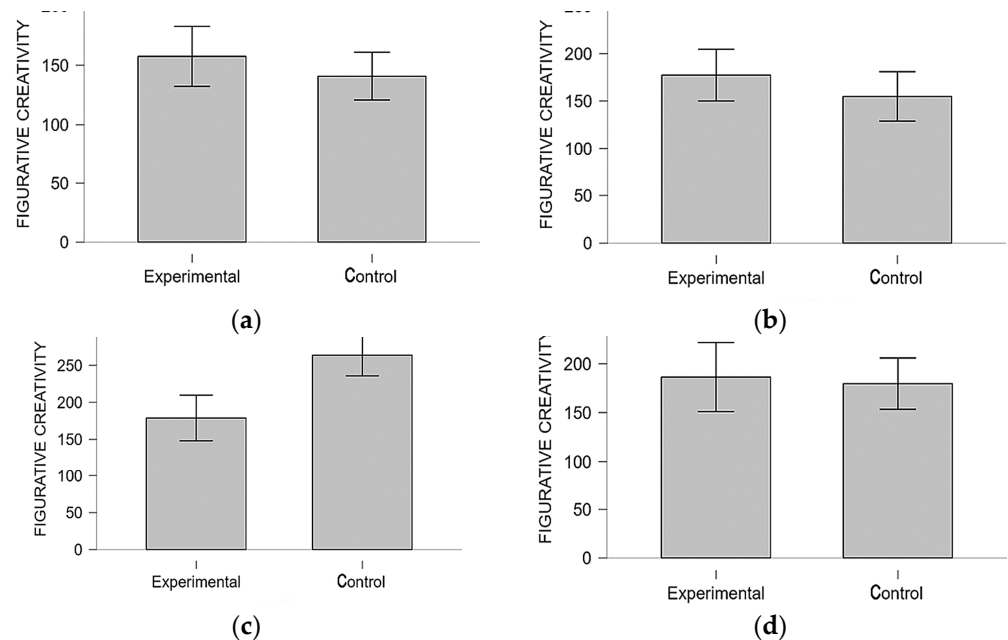 FIGURATIVE CREATIVITY
150
100
50
0
Experimental
Control
(a)
FIGURATIVE CREATIVITY
200
150
100
50
0
Experimental
Control
(b)
FIGURATIVE CREATIVITY
250
200
150
100
50
0
Experimental
Control
(c)
FIGURATIVE CREATIVITY
200
150
100
50
0
Experimental
Control
(d)